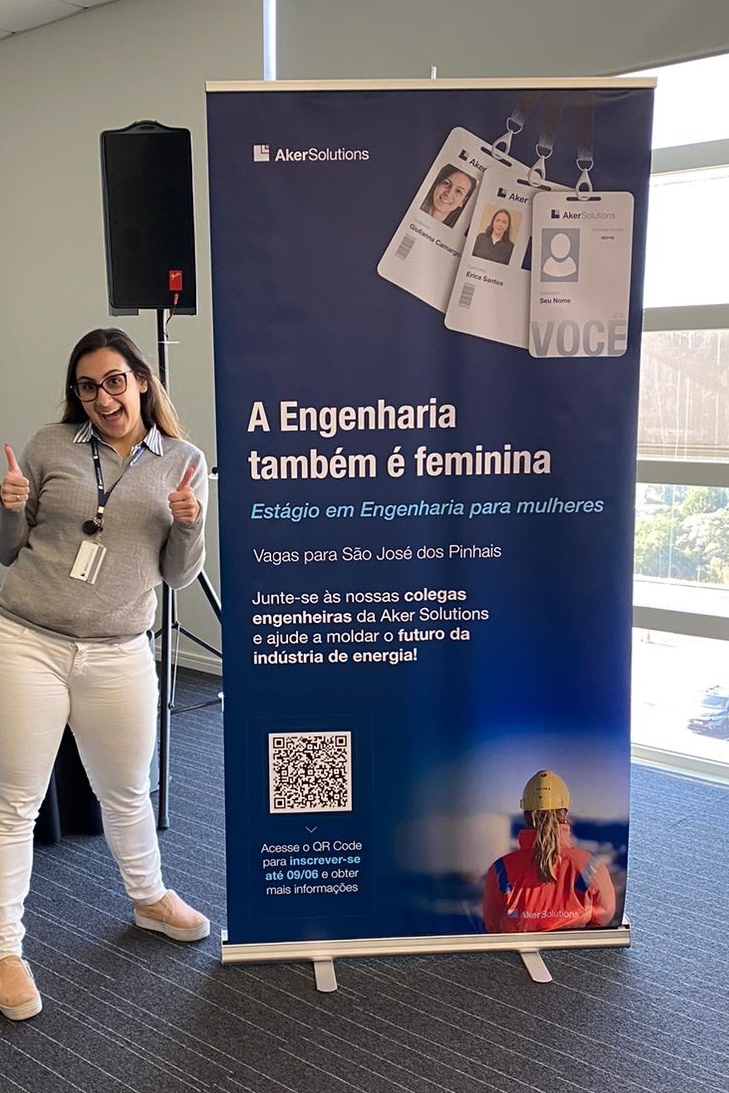 AkerSolutions
Aker
Giulianna Camargo
Aker
Erica Santos
AkerSolutions
Seu Nome
VOCÊ
A Engenharia
também é feminina
Estágio em Engenharia para mulheres
Vagas para São José dos Pinhais
Junte-se às nossas colegas
engenheiras da Aker Solutions
e ajude a moldar o futuro da
indústria de energia!
Acesse o QR Code
para inscrever-se
até 09/06 e obter
mais informações
AkerSolutions